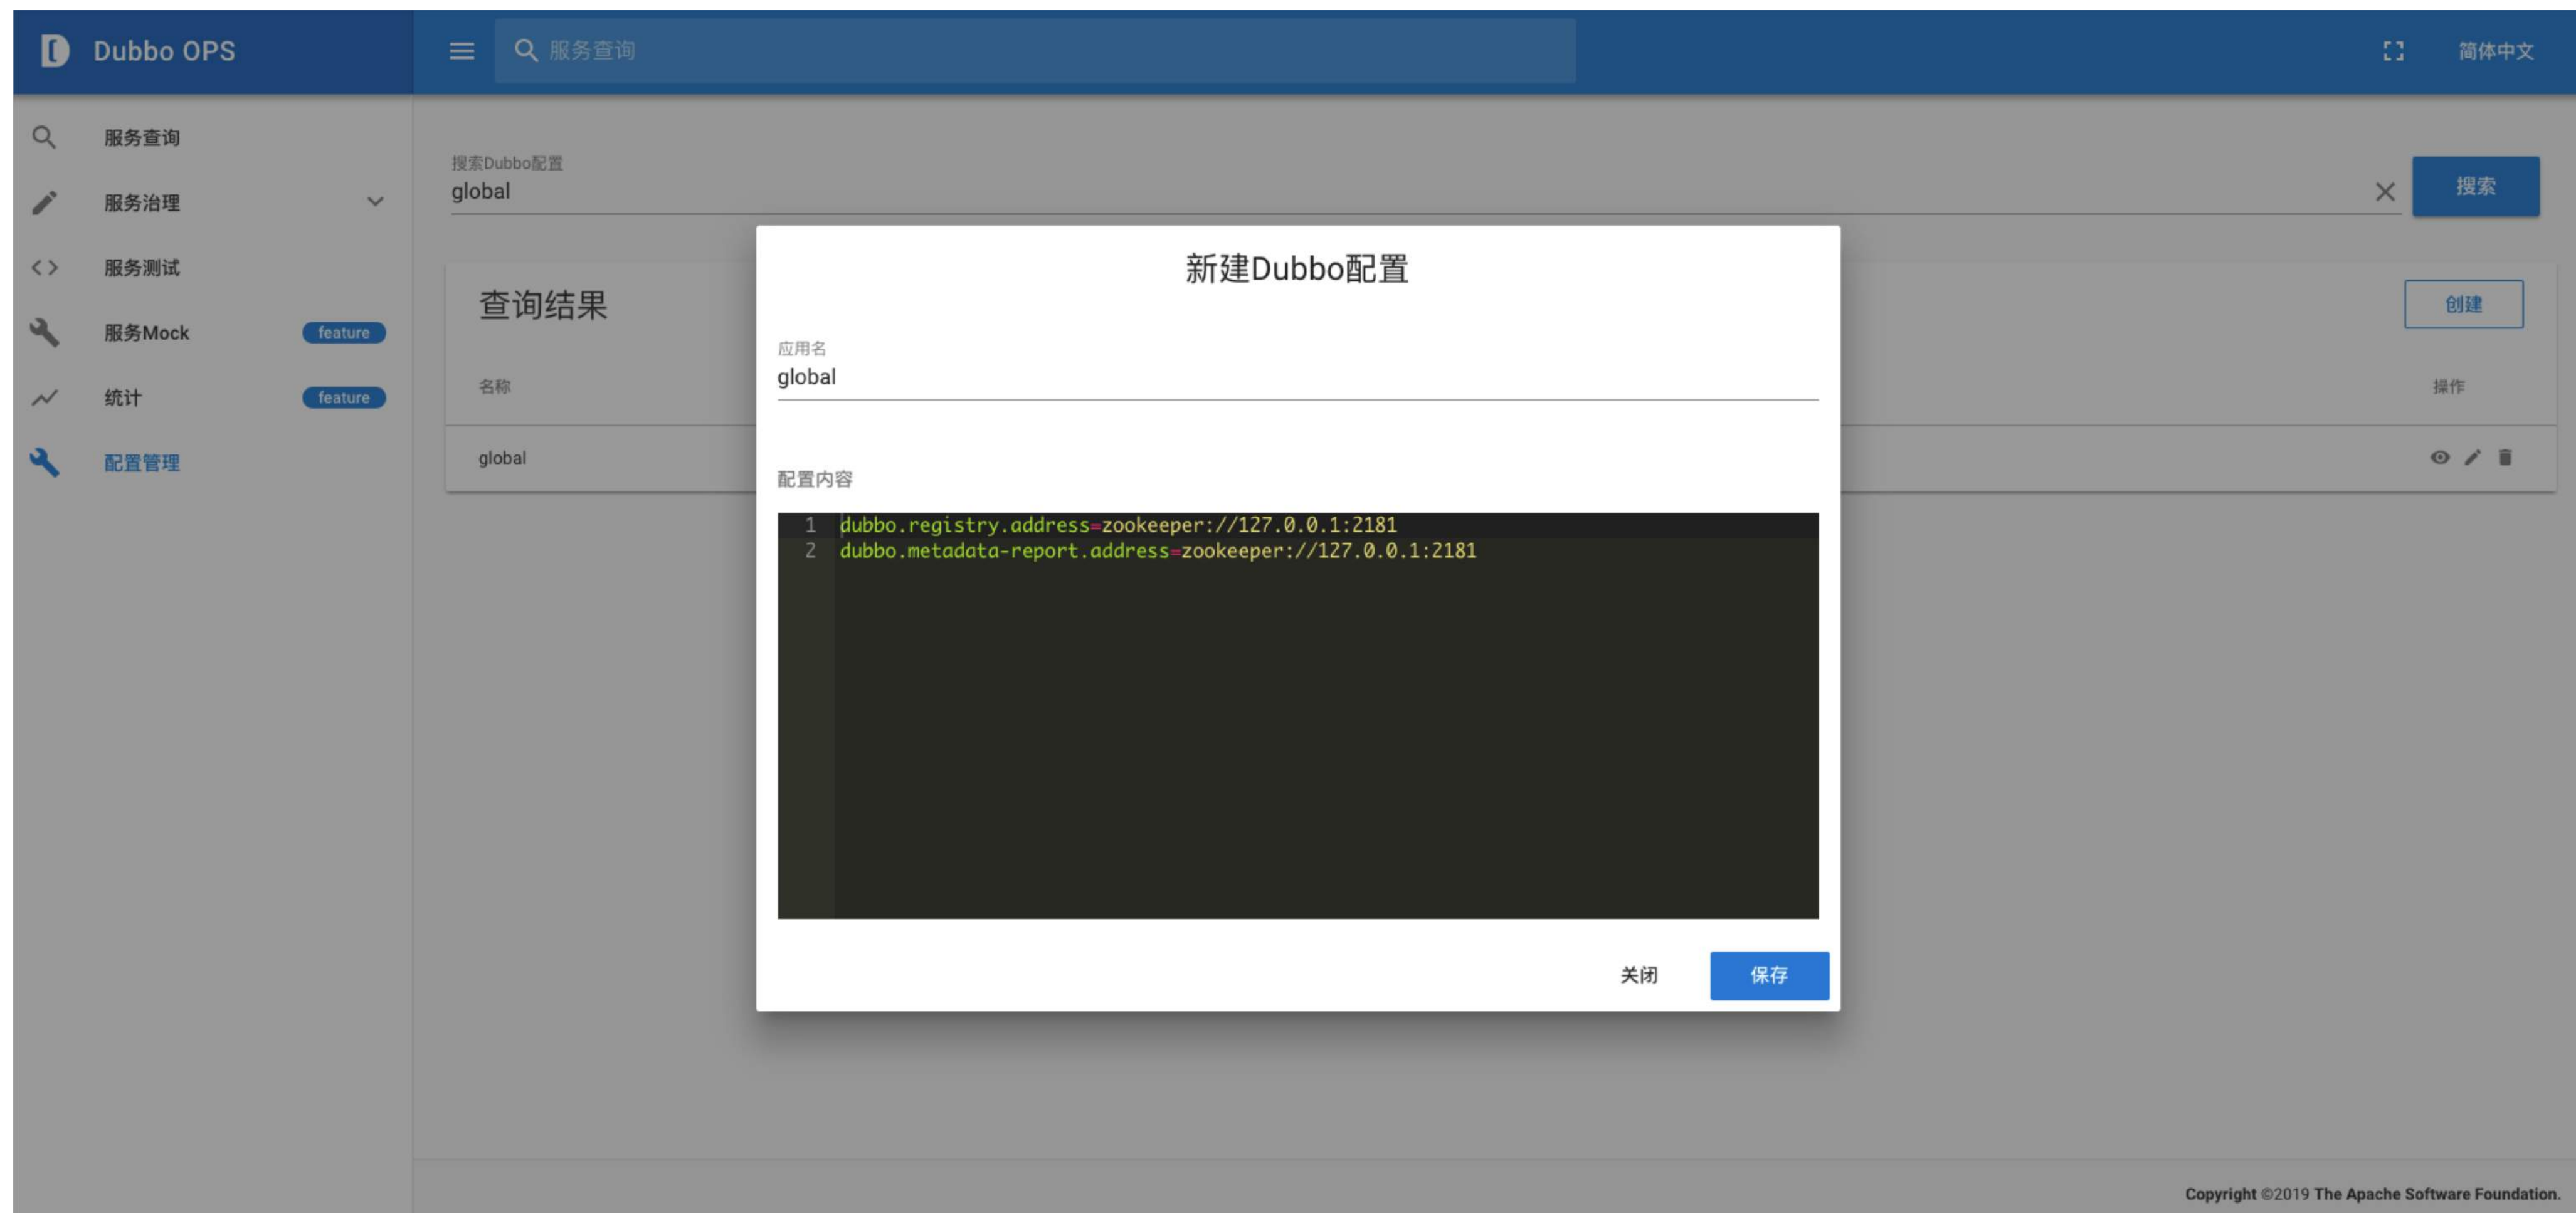 Dubbo OPS
服务查询
简体中文
服务查询
服务治理
服务测试
服务Mock feature
统计 feature
配置管理
搜索Dubbo配置
global
搜索
查询结果
创建
名称
操作
global
新建Dubbo配置
应用名
global
配置内容
1 dubbo.registry.address=zookeeper://127.0.0.1:2181
2 dubbo.metadata-report.address=zookeeper://127.0.0.1:2181
关闭
保存
Copyright ©2019 The Apache Software Foundation.